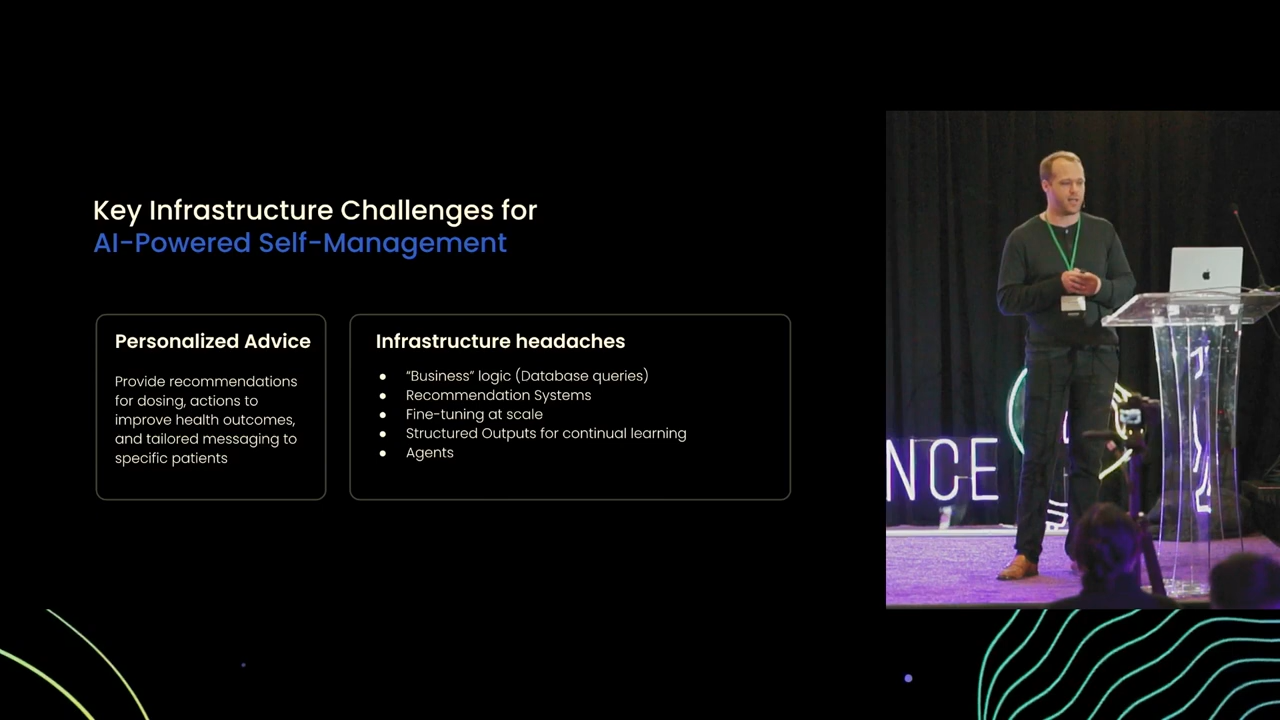 Key Infrastructure Challenges for
AI-Powered Self-Management
Personalized Advice
Provide recommendations
for dosing, actions to
improve health outcomes,
and tailored messaging to
specific patients
Infrastructure headaches
● “Business” logic (Database queries)
● Recommendation Systems
● Fine-tuning at scale
● Structured Outputs for continual learning
● Agents
NCE